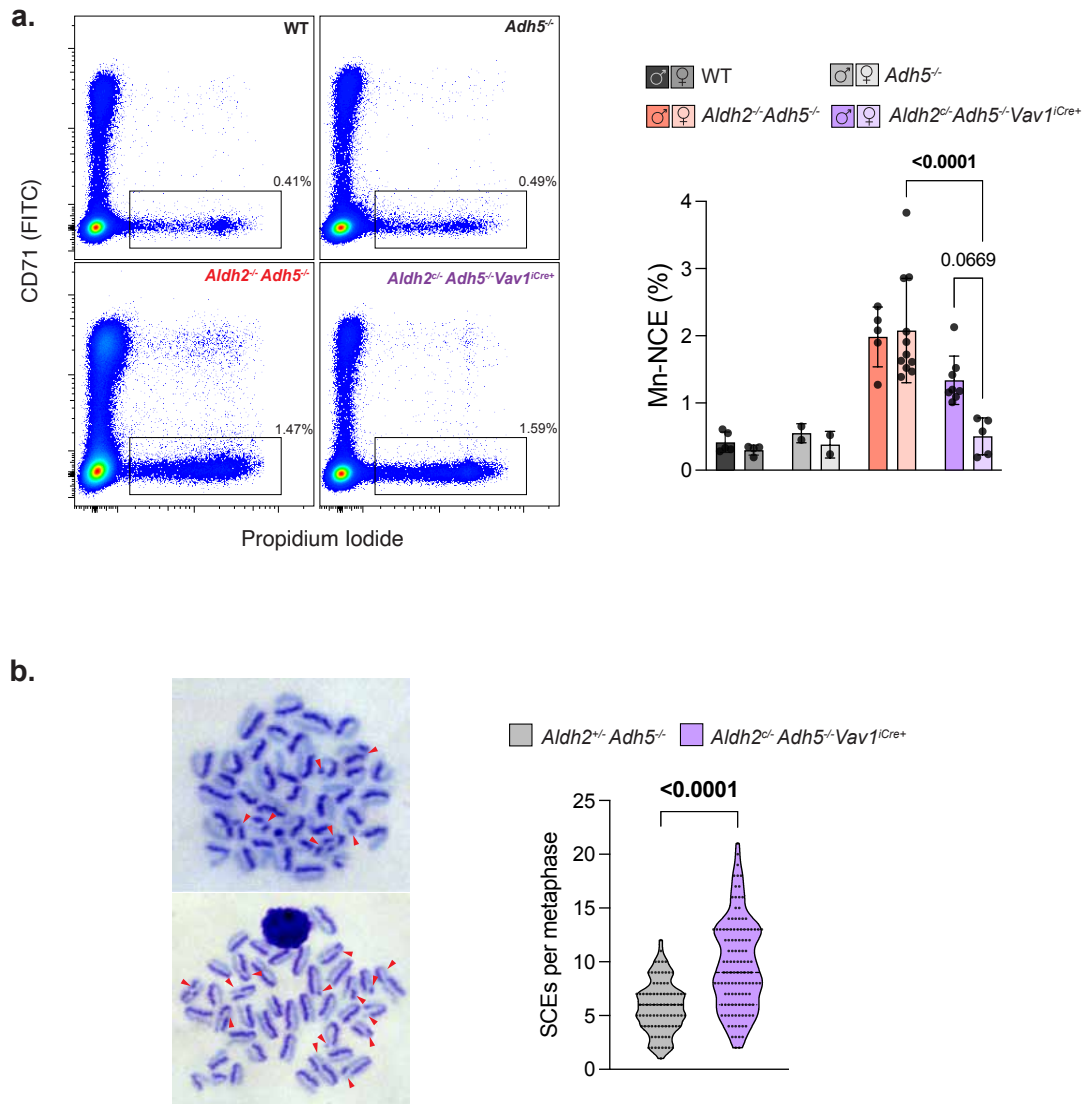 a.
WT
Adh5-/-
0.41%
0.49%
Aldh2-/- Adh5-/-
Aldh2c/- Adh5-/-Vav1iCre+
1.47%
1.59%
CD71 (FITC)
Propidium Iodide
♂ ♀ WT
♂ ♀ Adh5-/-
♂ ♀ Aldh2-/-Adh5-/-
♂ ♀ Aldh2c/-Adh5-/-Vav1iCre+
<0.0001
0.0669
Mn-NCE (%)
4
3
2
1
0
b.
Aldh2+/- Adh5-/-
Aldh2c/- Adh5-/-Vav1iCre+
<0.0001
SCEs per metaphase
25
20
15
10
5
0